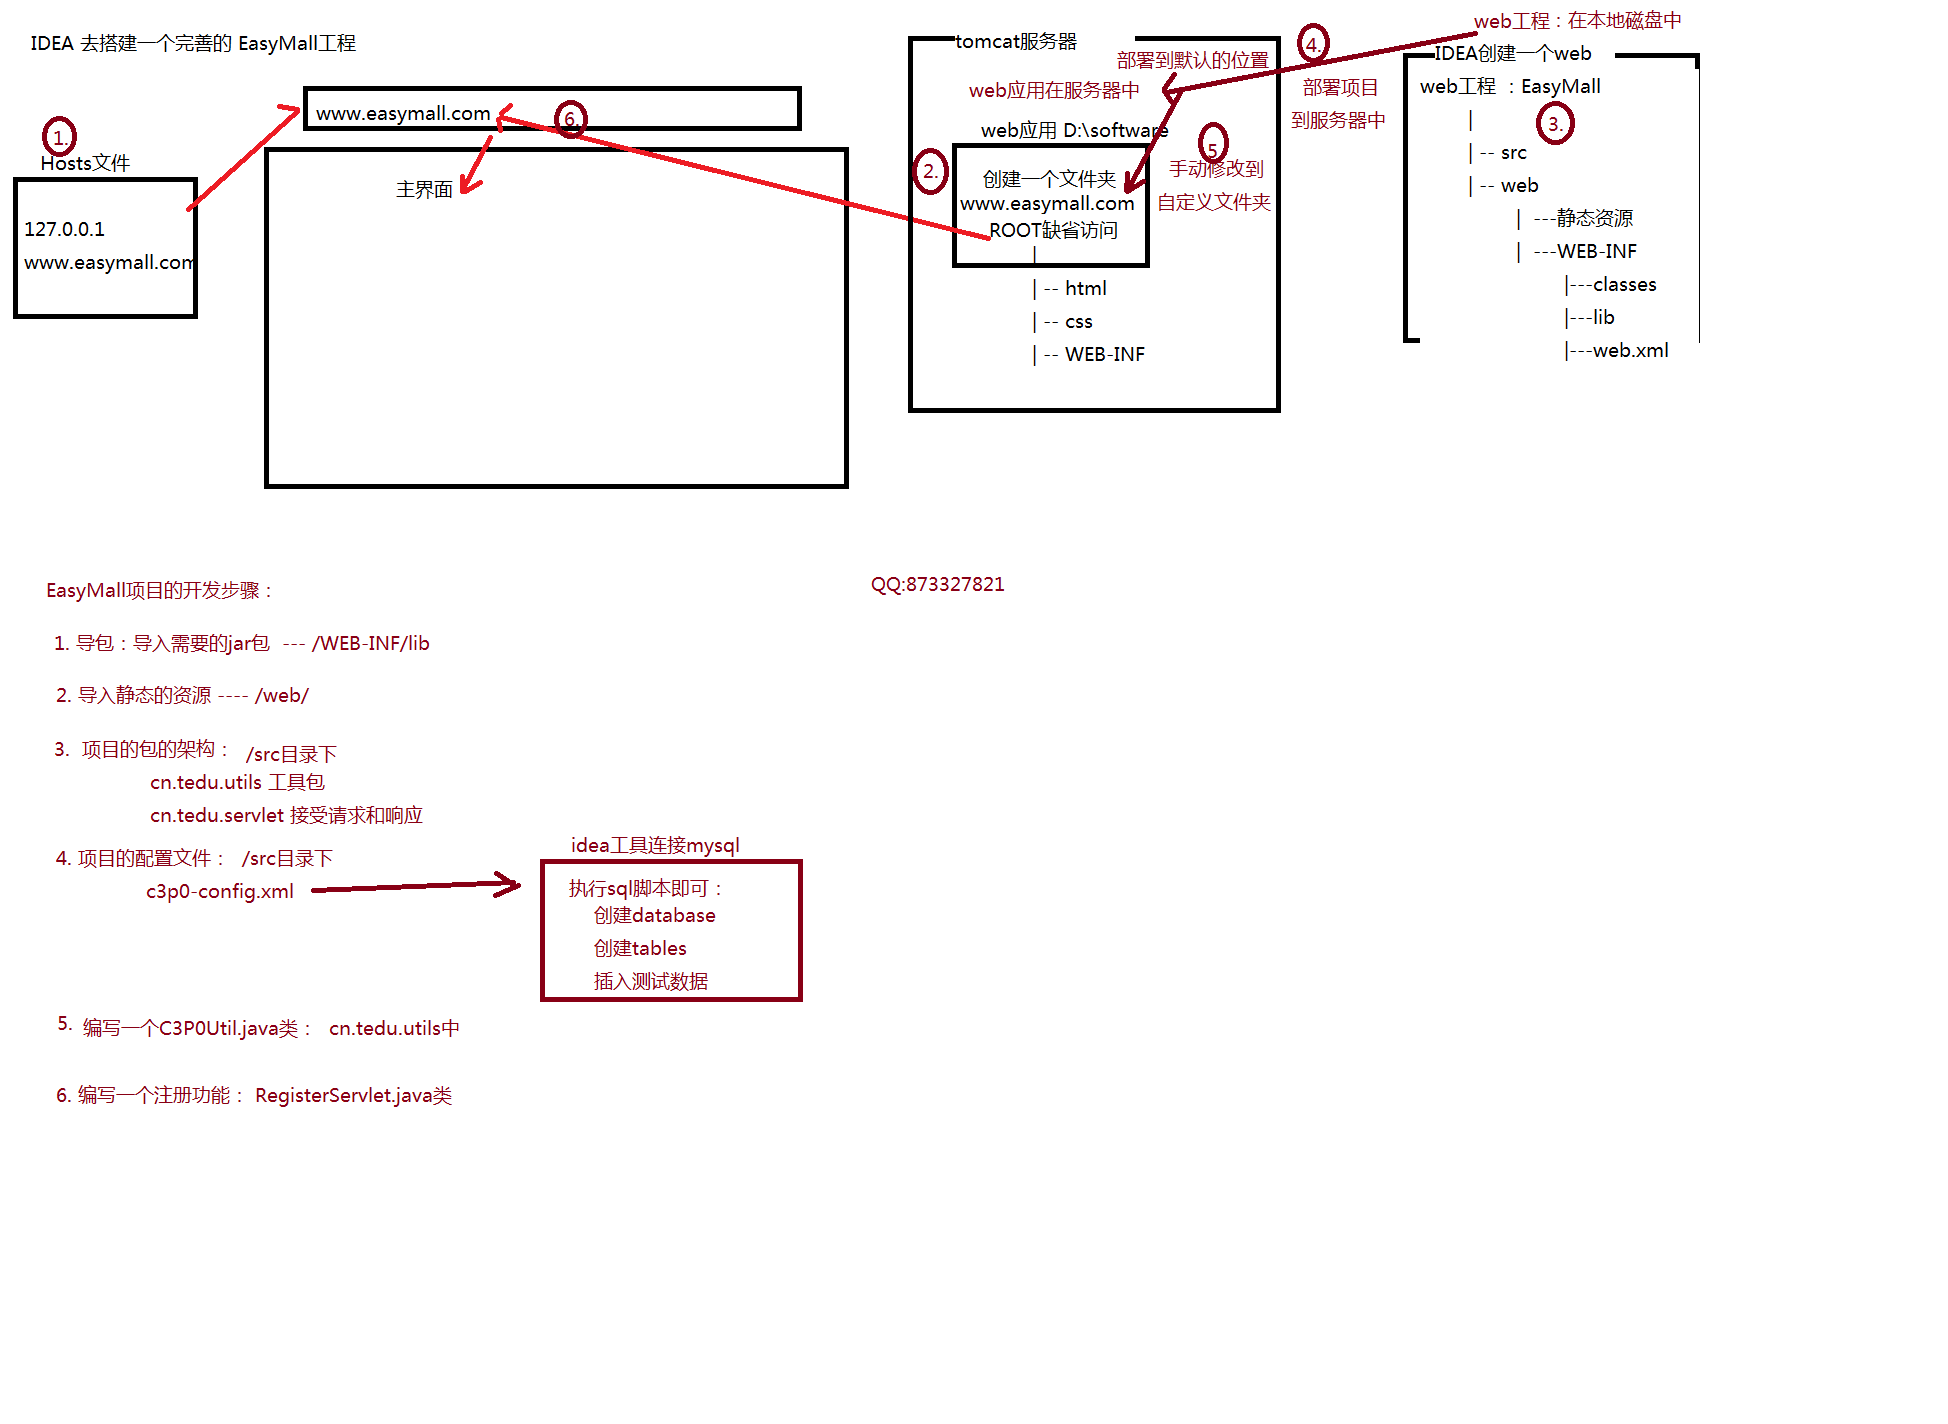 IDEA 去搭建一个完善的 EasyMall工程
www.easymall.com
6.
1.
Hosts文件
127.0.0.1
www.easymall.com
主界面
tomcat服务器
部署到默认的位置
web应用在服务器中
web应用 D:\software
2.
创建一个文件夹
www.easymall.com
ROOT缺省访问
|
| -- html
| -- css
| -- WEB-INF
5
手动修改到
自定义文件夹
4.
部署项目
到服务器中
web工程：在本地磁盘中
IDEA创建一个web
web工程 ：EasyMall
3.
|
| -- src
| -- web
| ---静态资源
| ---WEB-INF
|---classes
|---lib
|---web.xml
EasyMall项目的开发步骤：
QQ:873327821
1. 导包：导入需要的jar包 --- /WEB-INF/lib
2. 导入静态的资源 ---- /web/
3. 项目的包的架构： /src目录下
cn.tedu.utils 工具包
cn.tedu.servlet 接受请求和响应
4. 项目的配置文件： /src目录下
c3p0-config.xml
idea工具连接mysql
执行sql脚本即可：
创建database
创建tables
插入测试数据
5. 编写一个C3P0Util.java类： cn.tedu.utils中
6. 编写一个注册功能： RegisterServlet.java类